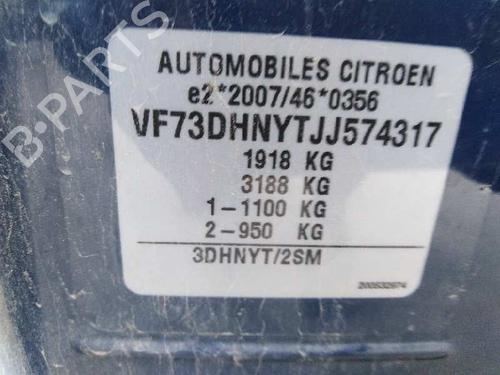 B-PARTS
AUTOMOBILES CITROEN
e2*2007/46*0356
VF73DHNYTJJ574317
1918 KG
3188 KG
1-1100 KG
2-950 KG
3DHNYT/2SM